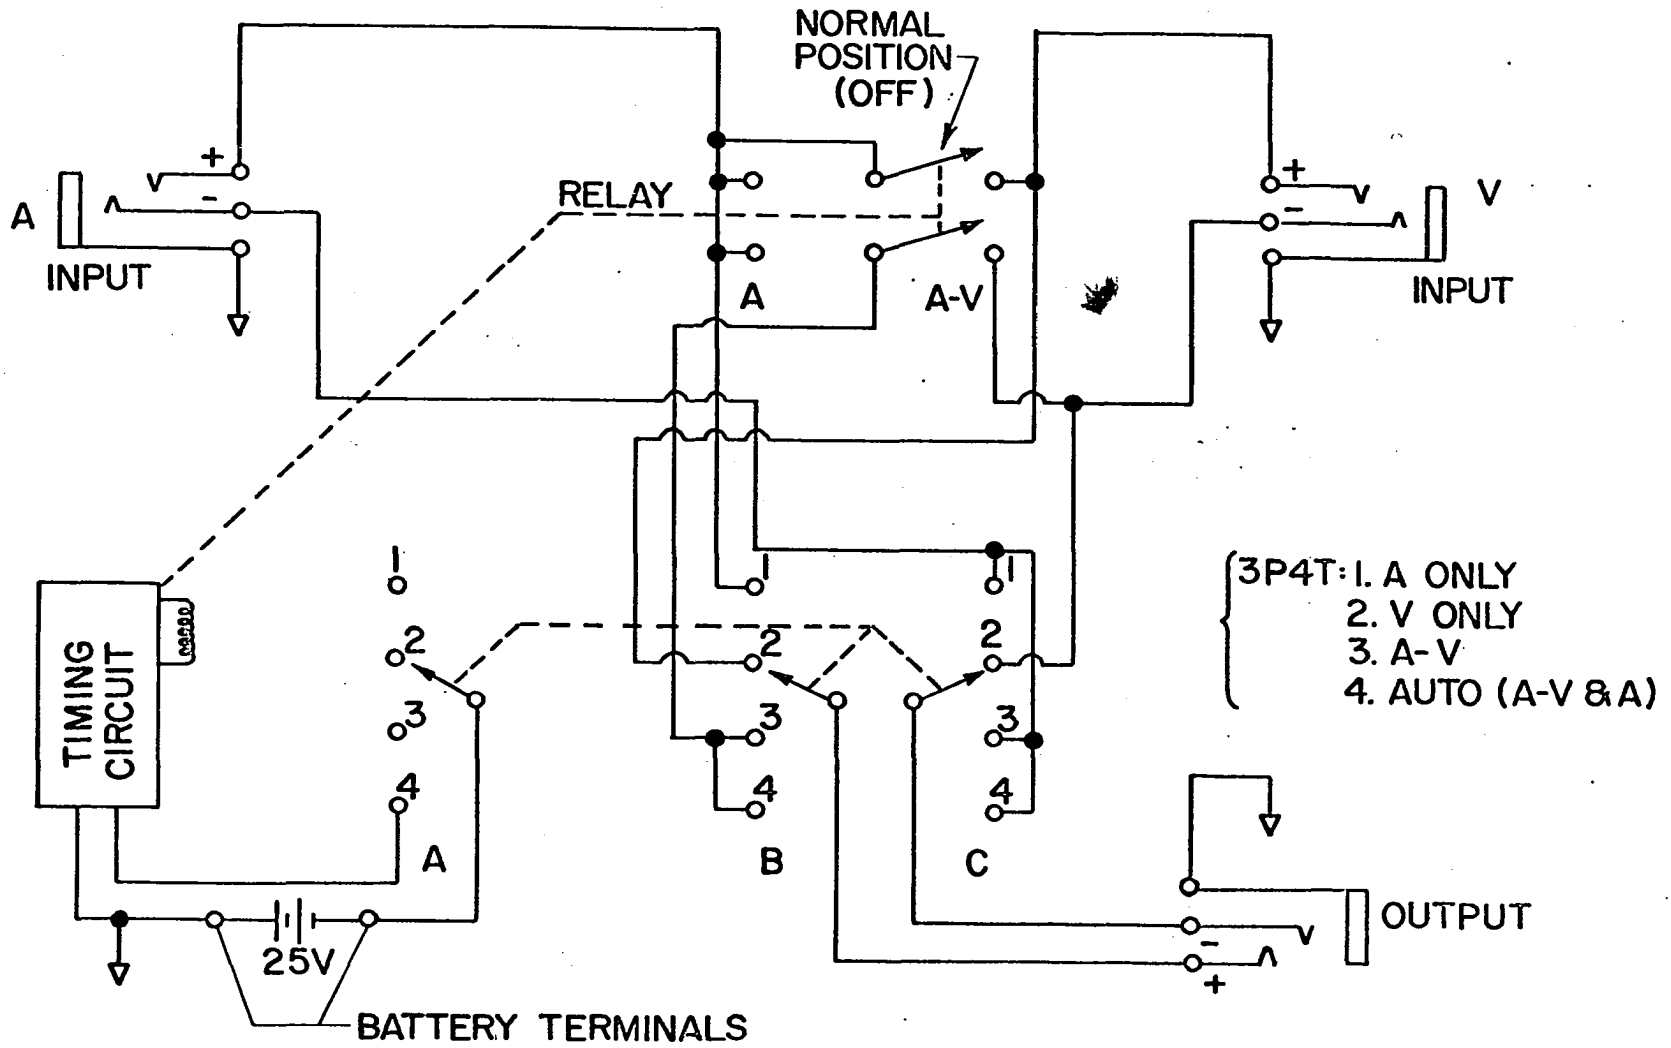 NORMAL
POSITION
(OFF)
+
-
A
INPUT
RELAY
A
A-V
+
-
V
INPUT
1
2
3
4
A
1
2
3
4
B
1
2
3
4
C
3P4T: 1. A ONLY
2. V ONLY
3. A-V
4. AUTO (A-V & A)
TIMING
CIRCUIT
25V
BATTERY TERMINALS
OUTPUT
-
+